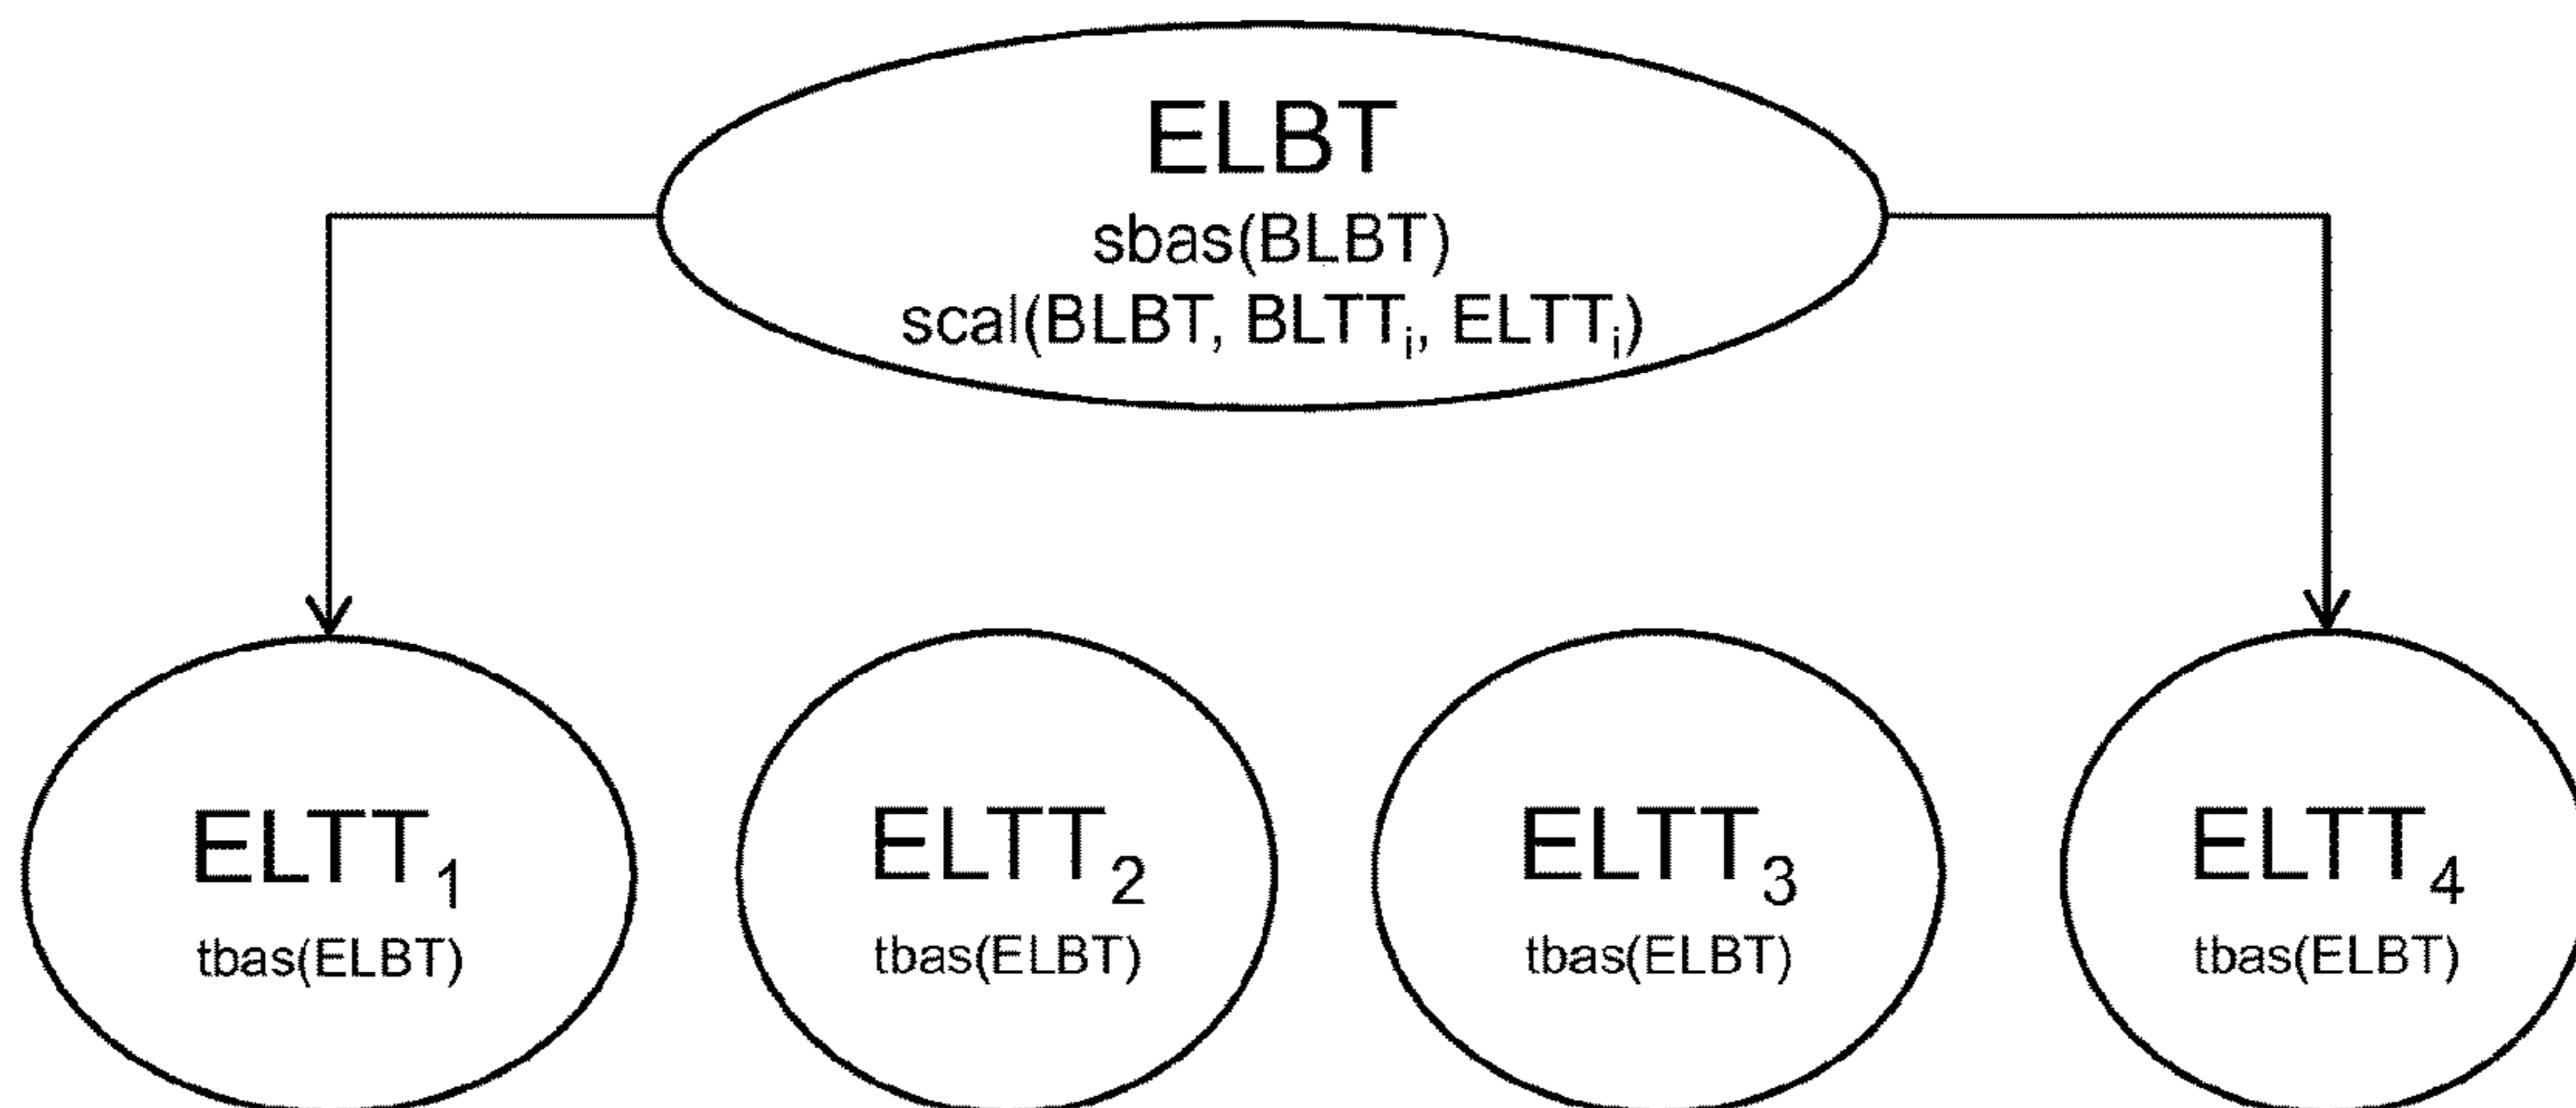 ELBT
sbas(BLBT)
scal(BLBT, BLTTᵢ, ELTTᵢ)
ELTT₁
tbas(ELBT)
ELTT₂
tbas(ELBT)
ELTT₃
tbas(ELBT)
ELTT₄
tbas(ELBT)